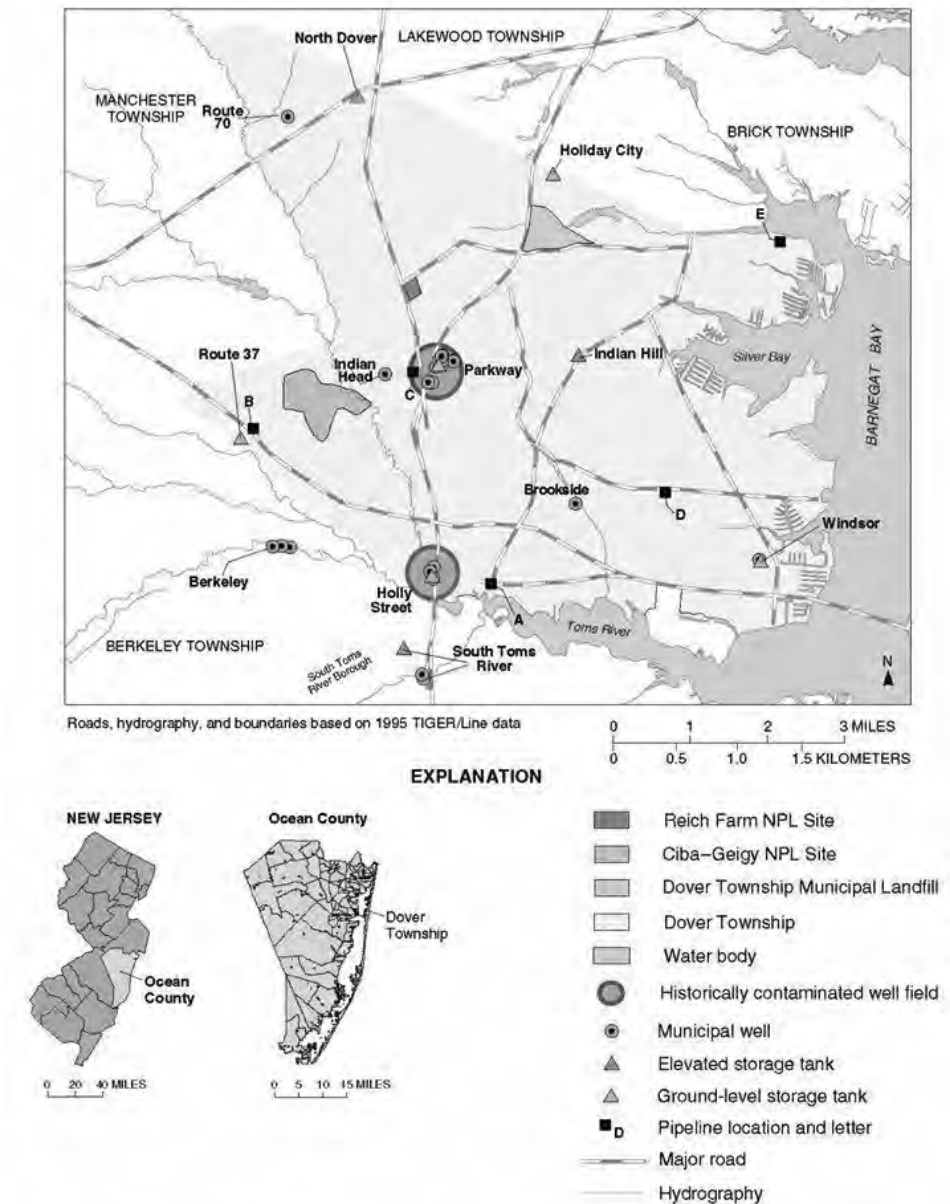 North Dover
LAKEWOOD TOWNSHIP
MANCHESTER
TOWNSHIP
Route
70
BRICK TOWNSHIP
Holiday City
E
Route 37
B
Indian
Head
C
Parkway
Indian Hill
Silver Bay
BARNEGAT BAY
Brookside
D
Windsor
Berkeley
Holly
Street
A
Toms River
BERKELEY TOWNSHIP
South Toms
River Borough
South Toms
River
N
Roads, hydrography, and boundaries based on 1995 TIGER/Line data
0 1 2 3 MILES
0 0.5 1.0 1.5 KILOMETERS
EXPLANATION
NEW JERSEY
Ocean
County
0 20 40 MILES
Ocean County
Dover
Township
0 5 10 15 MILES
Reich Farm NPL Site
Ciba–Geigy NPL Site
Dover Township Municipal Landfill
Dover Township
Water body
Historically contaminated well field
Municipal well
Elevated storage tank
Ground-level storage tank
D Pipeline location and letter
Major road
Hydrography